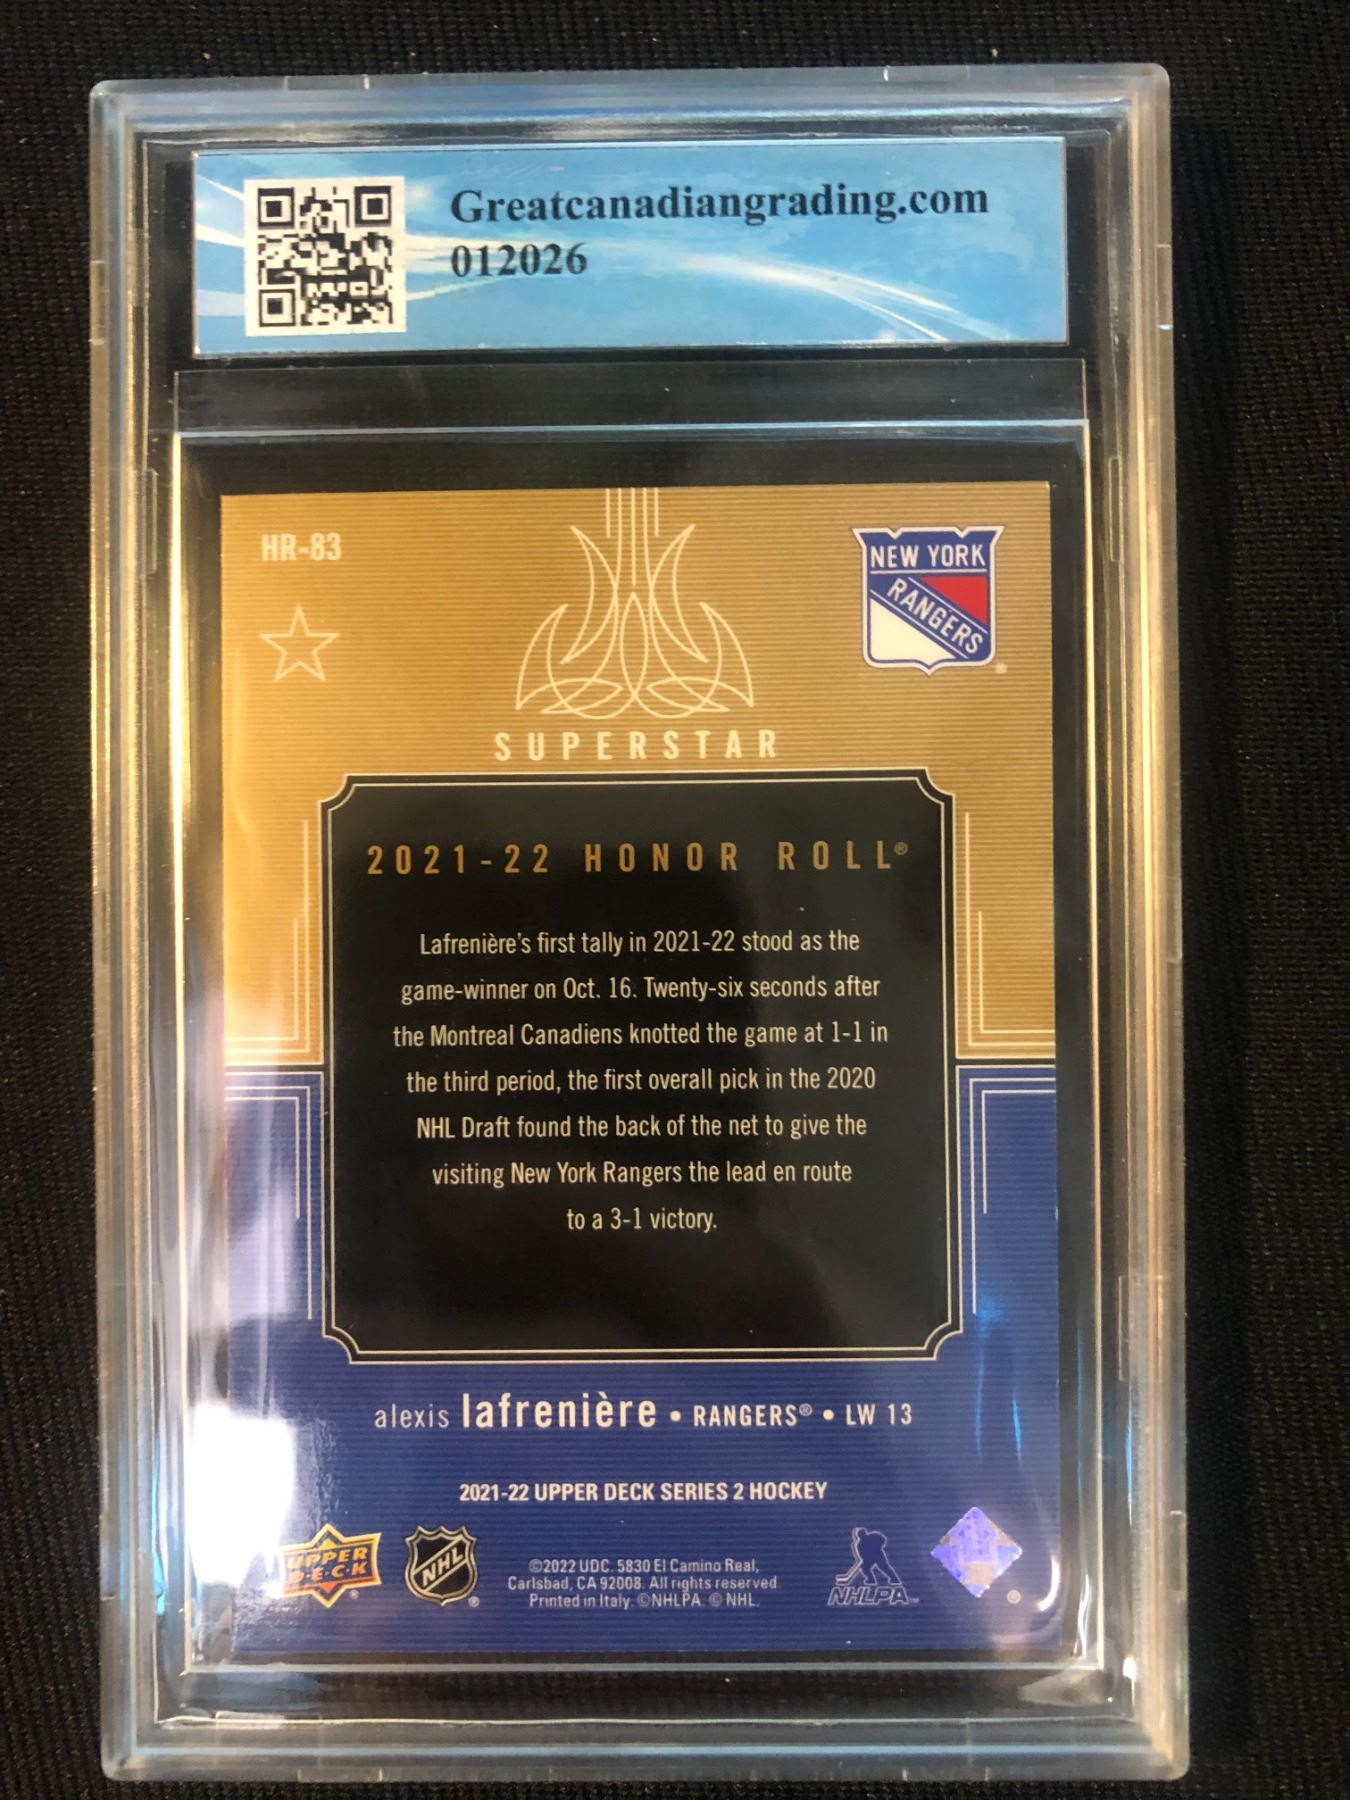 Greatcanadiangrading.com
012026
HR-83
NEW YORK
RANGERS
®
SUPERSTAR
2021-22 HONOR ROLL®
Lafrenière's first tally in 2021-22 stood as the
game-winner on Oct. 16. Twenty-six seconds after
the Montreal Canadiens knotted the game at 1-1 in
the third period, the first overall pick in the 2020
NHL Draft found the back of the net to give the
visiting New York Rangers the lead en route
to a 3-1 victory.
alexis lafrenière • RANGERS® • LW 13
2021-22 UPPER DECK SERIES 2 HOCKEY
UPPER
D·E·C·K
®
NHL
®
©2022 UDC. 5830 El Camino Real,
Carlsbad, CA 92008. All rights reserved.
Printed in Italy. ©NHLPA. © NHL.
NHLPA™
®